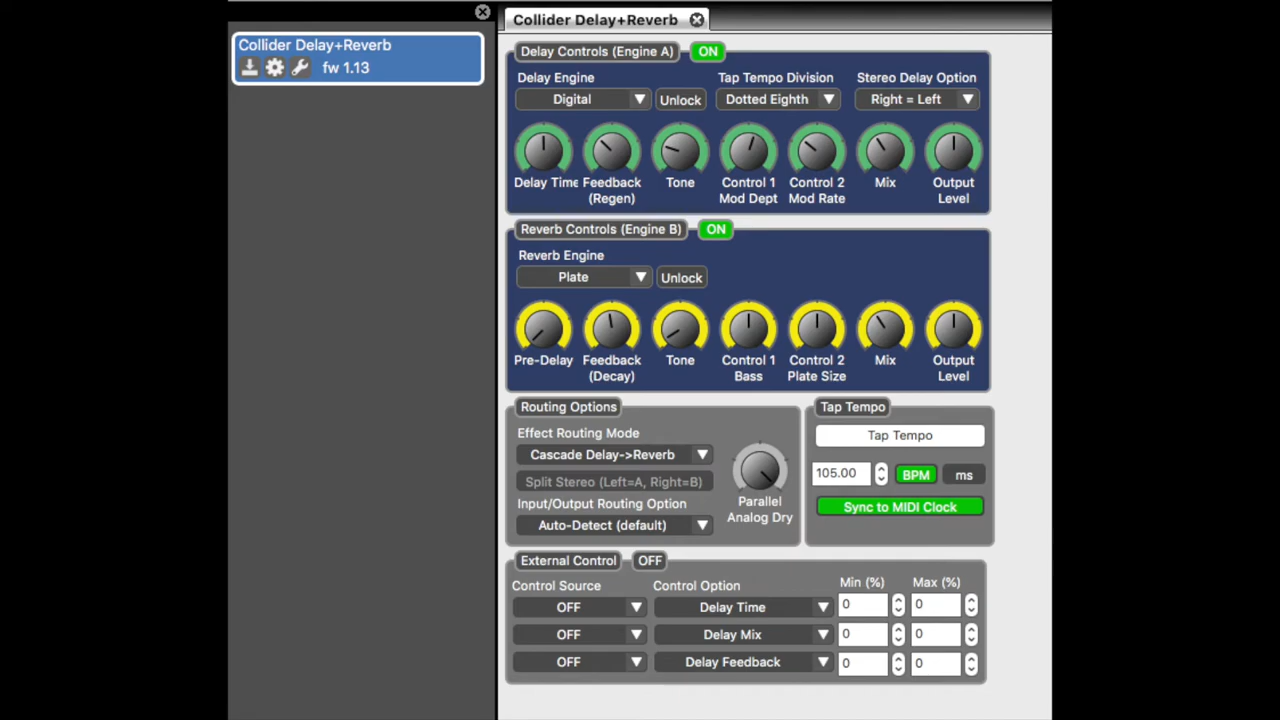 Collider Delay+Reverb
fw 1.13
Collider Delay+Reverb
Delay Controls (Engine A) ON
Delay Engine Tap Tempo Division Stereo Delay Option
Digital Unlock Dotted Eighth Right = Left
Delay Time Feedback Tone Control 1 Control 2 Mix Output
(Regen) Mod Dept Mod Rate Level
Reverb Controls (Engine B) ON
Reverb Engine
Plate Unlock
Pre-Delay Feedback Tone Control 1 Control 2 Mix Output
(Decay) Bass Plate Size Level
Routing Options
Effect Routing Mode
Cascade Delay->Reverb
Split Stereo (Left=A, Right=B)
Input/Output Routing Option
Auto-Detect (default)
Parallel
Analog Dry
Tap Tempo
Tap Tempo
105.00 BPM ms
Sync to MIDI Clock
External Control OFF
Control Source Control Option Min (%) Max (%)
OFF Delay Time 0 0
OFF Delay Mix 0 0
OFF Delay Feedback 0 0